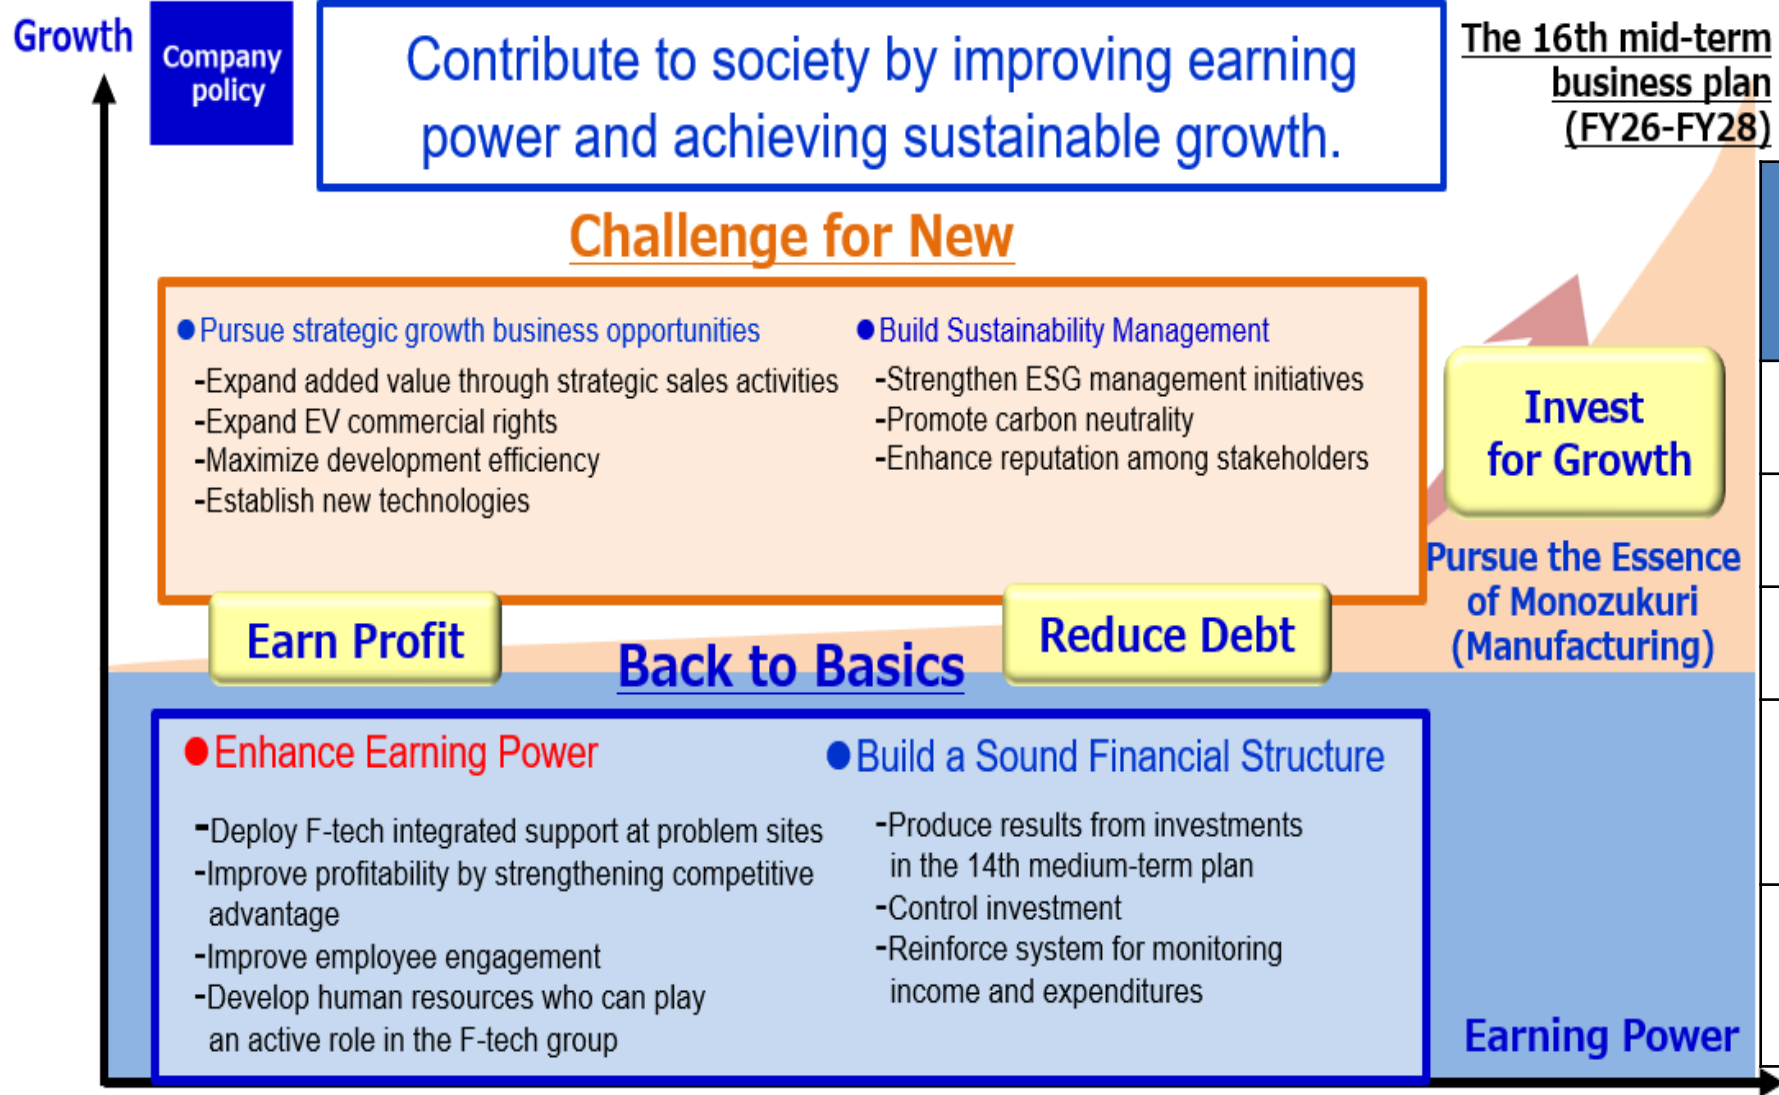 Growth
Company
policy
Contribute to society by improving earning
power and achieving sustainable growth.
The 16th mid-term
business plan
(FY26-FY28)
Challenge for New
●Pursue strategic growth business opportunities
-Expand added value through strategic sales activities
-Expand EV commercial rights
-Maximize development efficiency
-Establish new technologies
●Build Sustainability Management
-Strengthen ESG management initiatives
-Promote carbon neutrality
-Enhance reputation among stakeholders
Invest
for Growth
Pursue the Essence
of Monozukuri
(Manufacturing)
Earn Profit
Back to Basics
Reduce Debt
●Enhance Earning Power
-Deploy F-tech integrated support at problem sites
-Improve profitability by strengthening competitive
advantage
-Improve employee engagement
-Develop human resources who can play
an active role in the F-tech group
●Build a Sound Financial Structure
-Produce results from investments
in the 14th medium-term plan
-Control investment
-Reinforce system for monitoring
income and expenditures
Earning Power